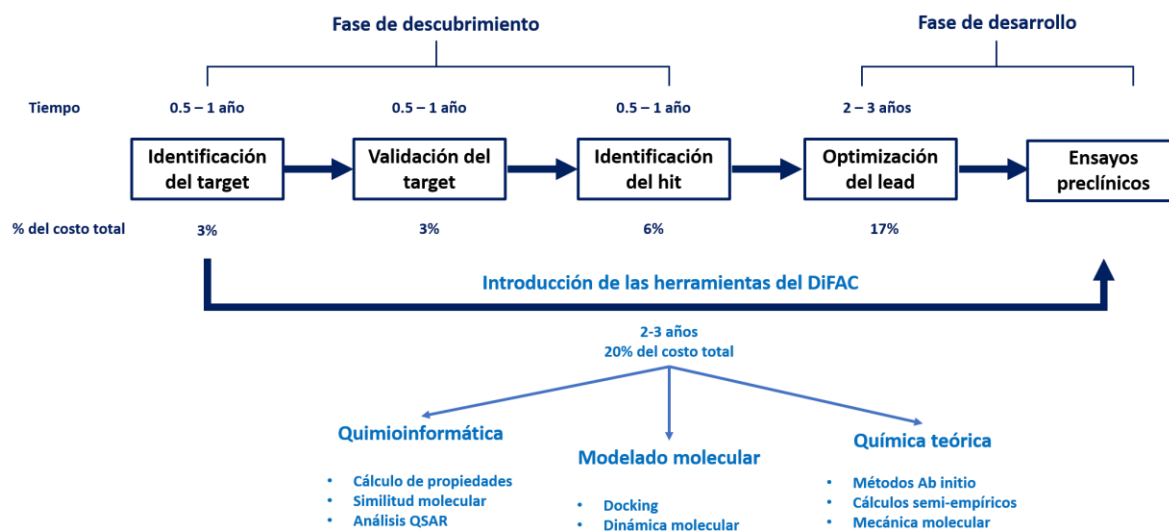 Fase de descubrimiento
Fase de desarrollo
Tiempo
0.5 – 1 año
0.5 – 1 año
0.5 – 1 año
2 – 3 años
Identificación
del target
Validación del
target
Identificación
del hit
Optimización
del lead
Ensayos
preclínicos
% del costo total
3%
3%
6%
17%
Introducción de las herramientas del DiFAC
2-3 años
20% del costo total
Quimioinformática
• Cálculo de propiedades
• Similitud molecular
• Análisis QSAR
Modelado molecular
• Docking
• Dinámica molecular
Química teórica
• Métodos Ab initio
• Cálculos semi-empíricos
• Mecánica molecular